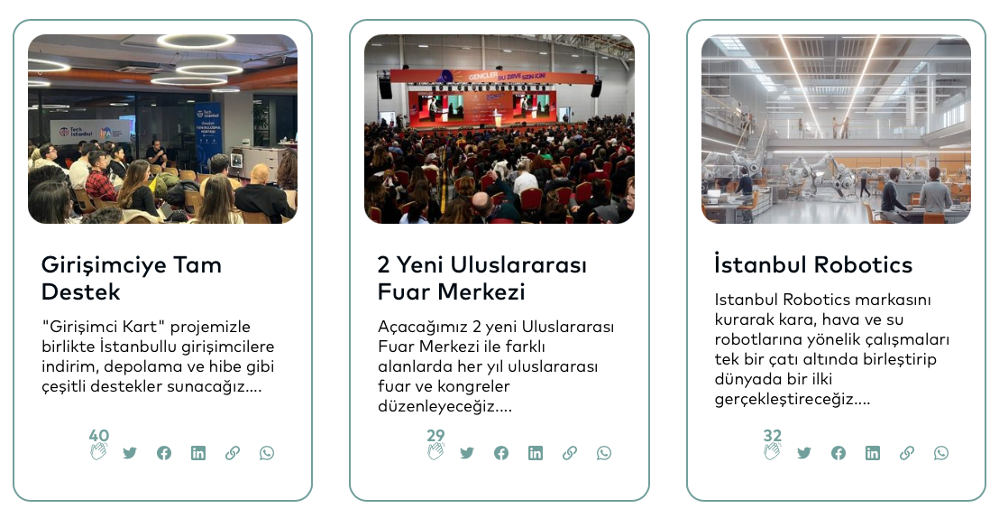 Tech
İstanbul
Tech
İstanbul
GENÇLER BU ZİRVE SİZİN İÇİN!
Girişimciye Tam
Destek
"Girişimci Kart" projemizle
birlikte İstanbullu girişimcilere
indirim, depolama ve hibe gibi
çeşitli destekler sunacağız....
40
2 Yeni Uluslararası
Fuar Merkezi
Açacağımız 2 yeni Uluslararası
Fuar Merkezi ile farklı
alanlarda her yıl uluslararası
fuar ve kongreler
düzenleyeceğiz....
29
İstanbul Robotics
Istanbul Robotics markasını
kurarak kara, hava ve su
robotlarına yönelik çalışmaları
tek bir çatı altında birleştirip
dünyada bir ilki
gerçekleştireceğiz....
32